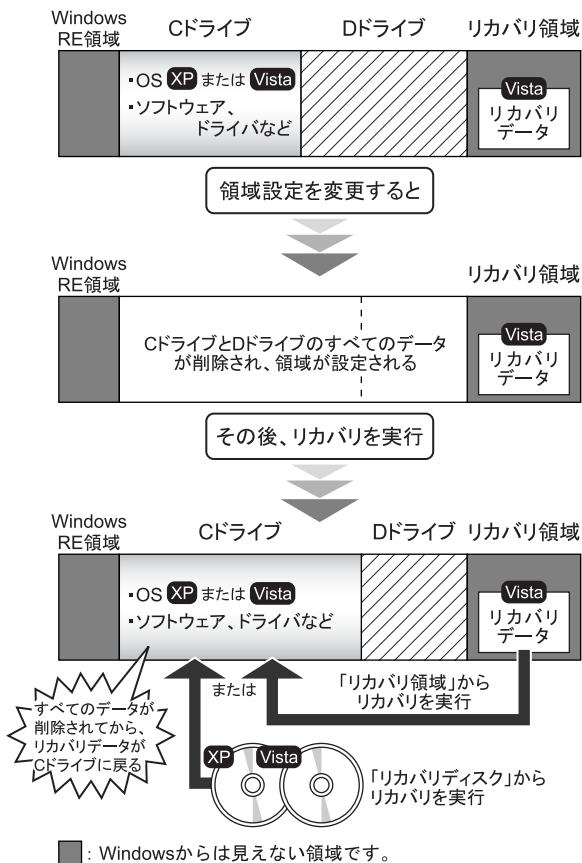 Windows
RE領域
Cドライブ
Dドライブ
リカバリ領域
▪OS XP または Vista
▪ソフトウェア、
ドライバなど
Vista
リカバリ
データ
領域設定を変更すると
Windows
RE領域
リカバリ領域
CドライブとDドライブのすべてのデータ
が削除され、領域が設定される
Vista
リカバリ
データ
その後、リカバリを実行
Windows
RE領域
Cドライブ
Dドライブ
リカバリ領域
▪OS XP または Vista
▪ソフトウェア、ドライバなど
Vista
リカバリ
データ
すべてのデータが
削除されてから、
リカバリデータが
Cドライブに戻る
または
「リカバリ領域」から
リカバリを実行
XP
Vista
「リカバリディスク」から
リカバリを実行
: Windowsからは見えない領域です。